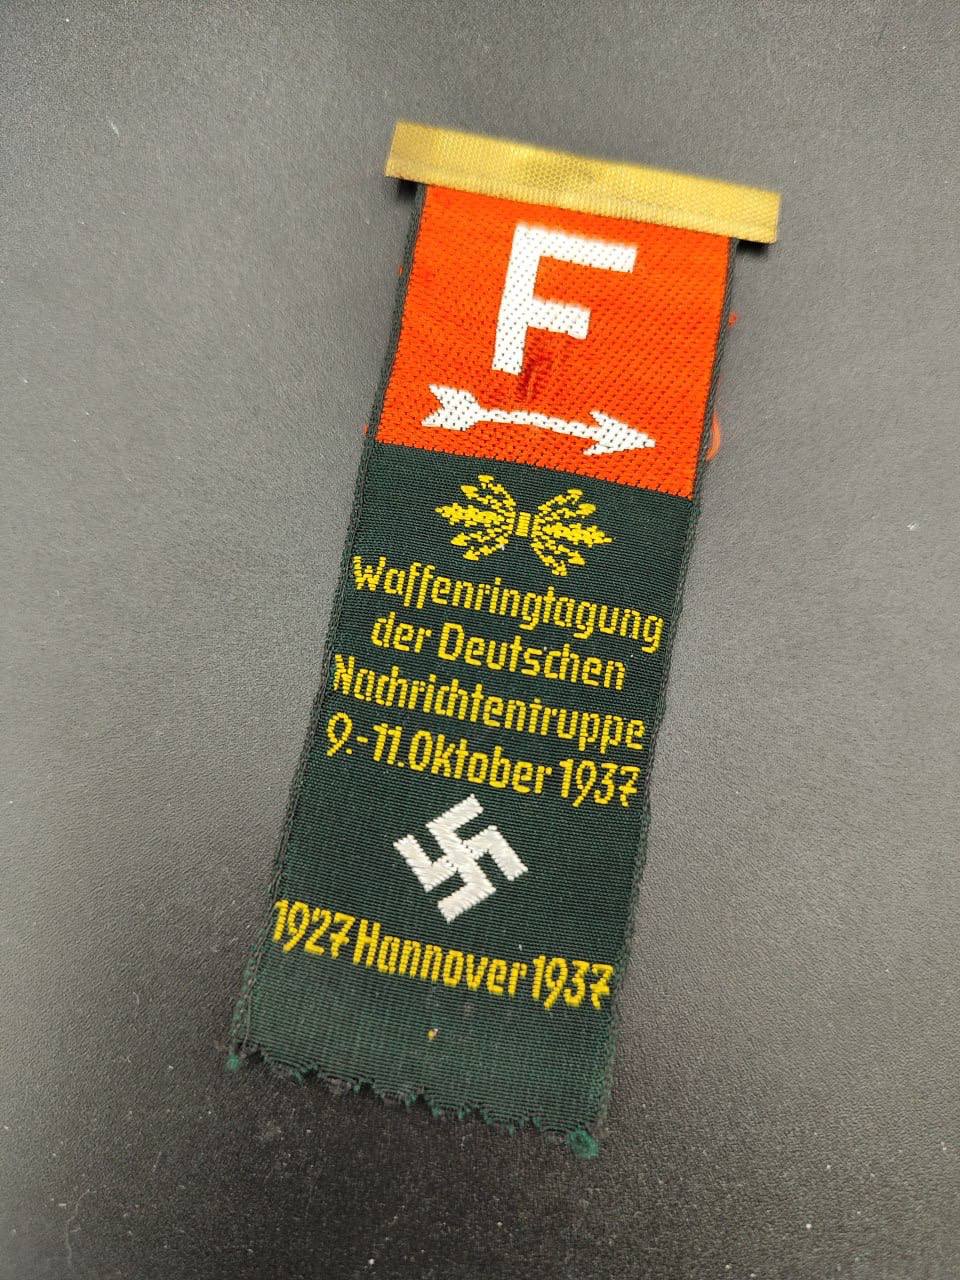 F
Waffenringtagung
der Deutschen
Nachrichtentruppe
9.-11.Oktober 1937
1927 Hannover 1937